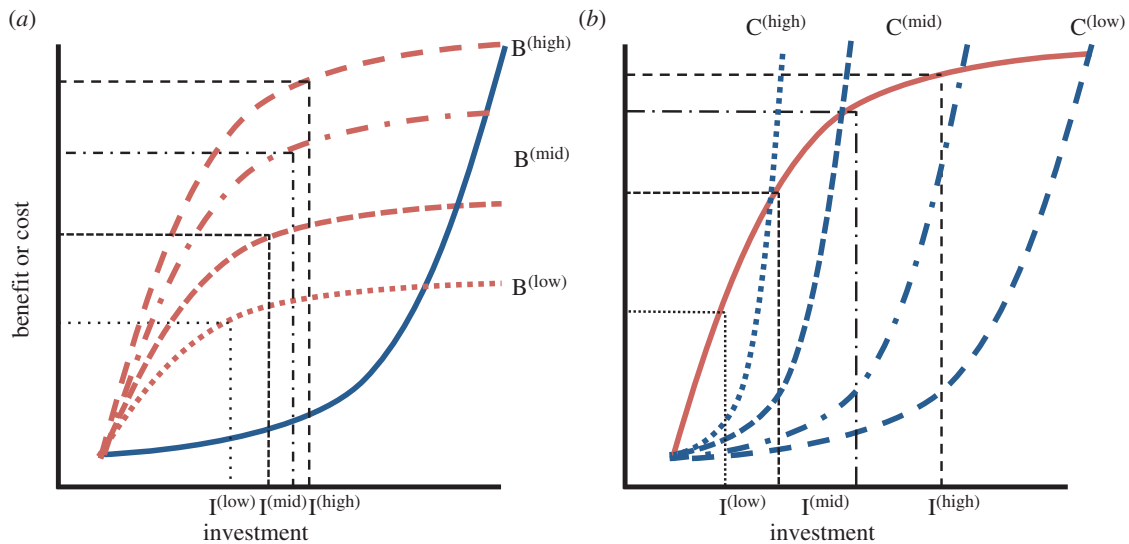 (a)
B(high)
B(mid)
B(low)
benefit or cost
I(low) I(mid) I(high)
investment
(b)
C(high)
C(mid)
C(low)
I(low)
I(mid)
I(high)
investment